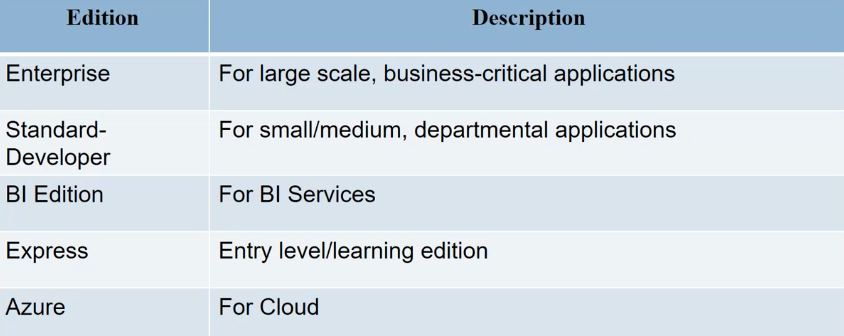 Edition Description
Enterprise For large scale, business-critical applications
Standard- For small/medium, departmental applications
Developer
BI Edition For BI Services
Express Entry level/learning edition
Azure For Cloud